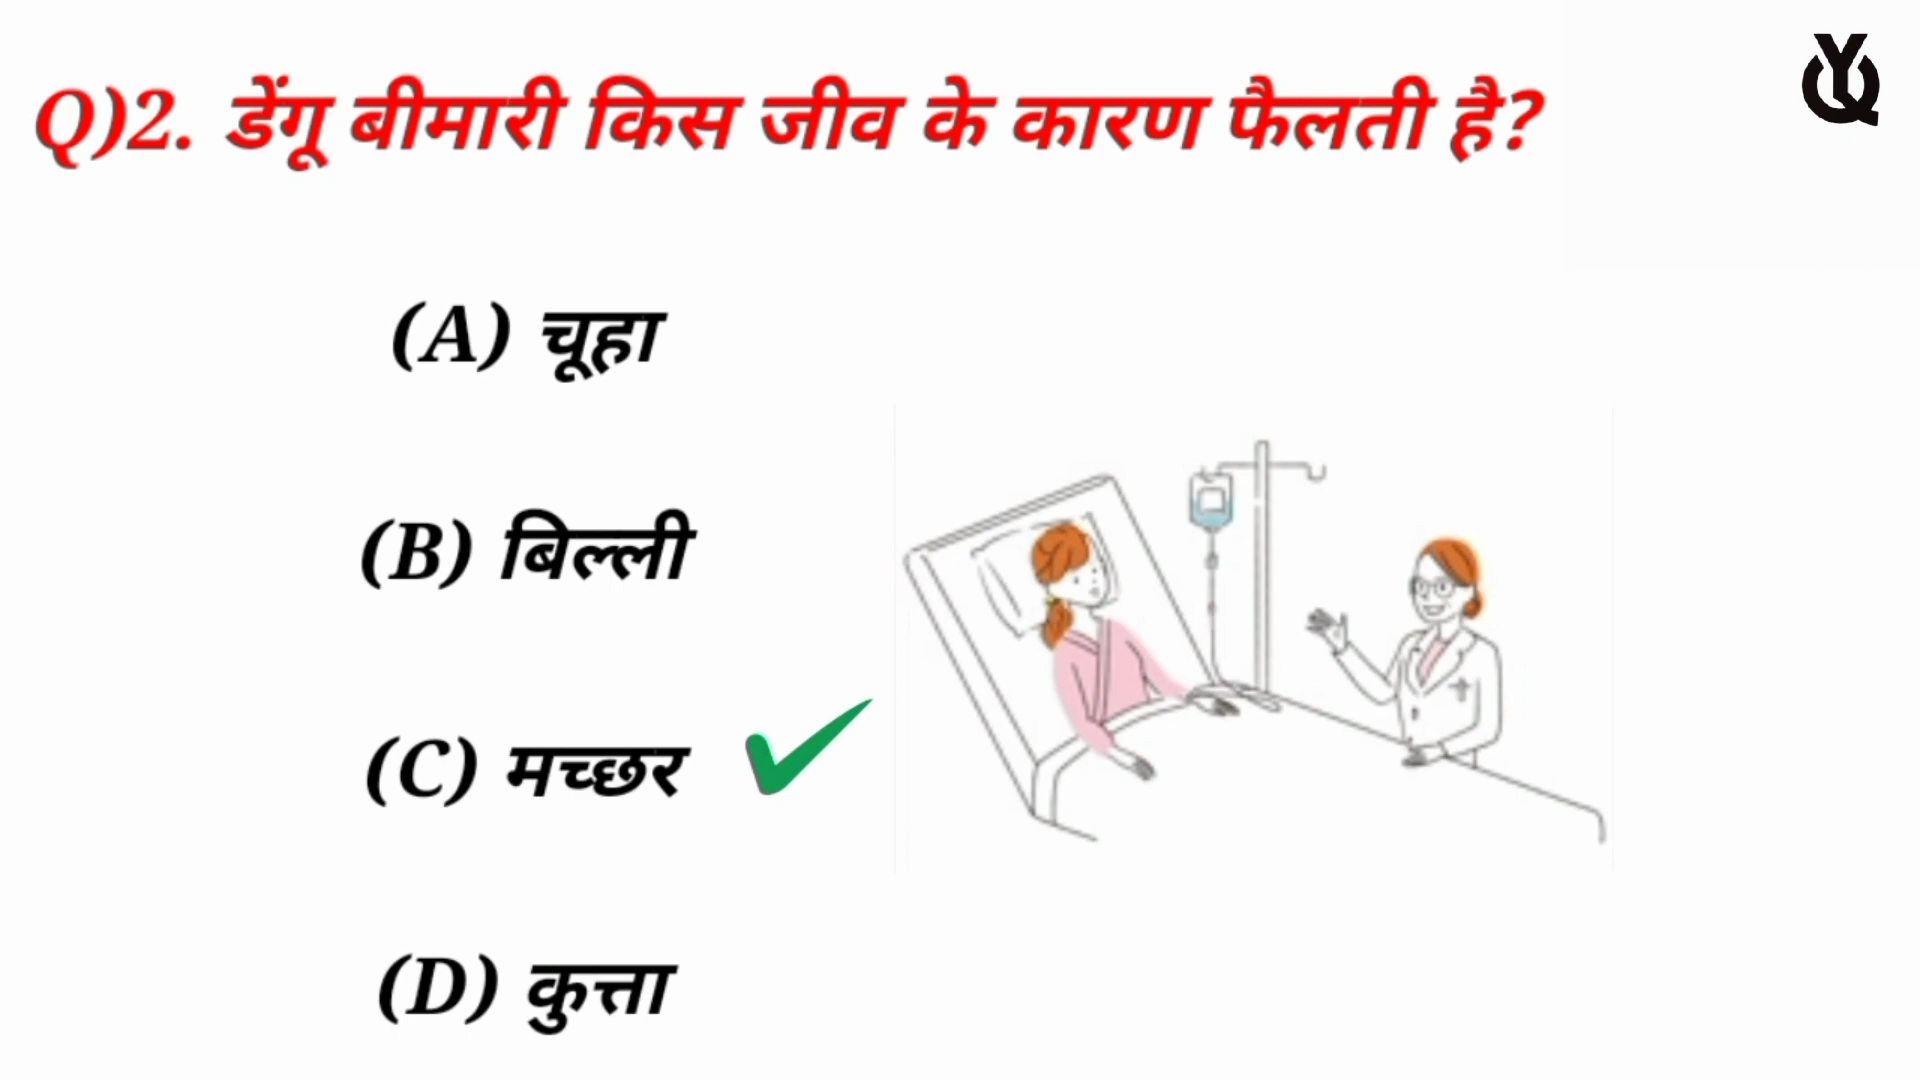 Q)2. डेंगू बीमारी किस जीव के कारण फैलती है?
(A) चूहा
(B) बिल्ली
(C) मच्छर
(D) कुत्ता